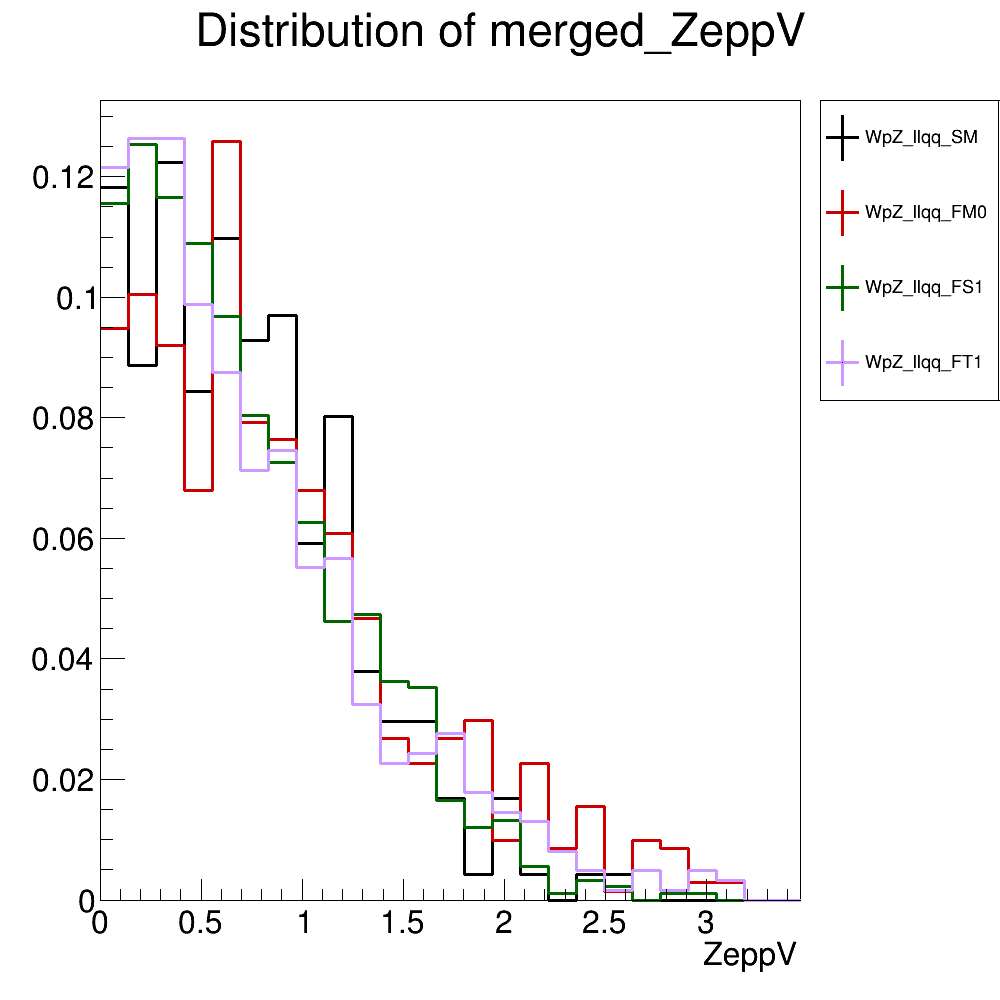 Distribution of merged_ZeppV
WpZ_llqq_SM
WpZ_llqq_FM0
WpZ_llqq_FS1
WpZ_llqq_FT1
0.12
0.1
0.08
0.06
0.04
0.02
0
0 0.5 1 1.5 2 2.5 3
ZeppV